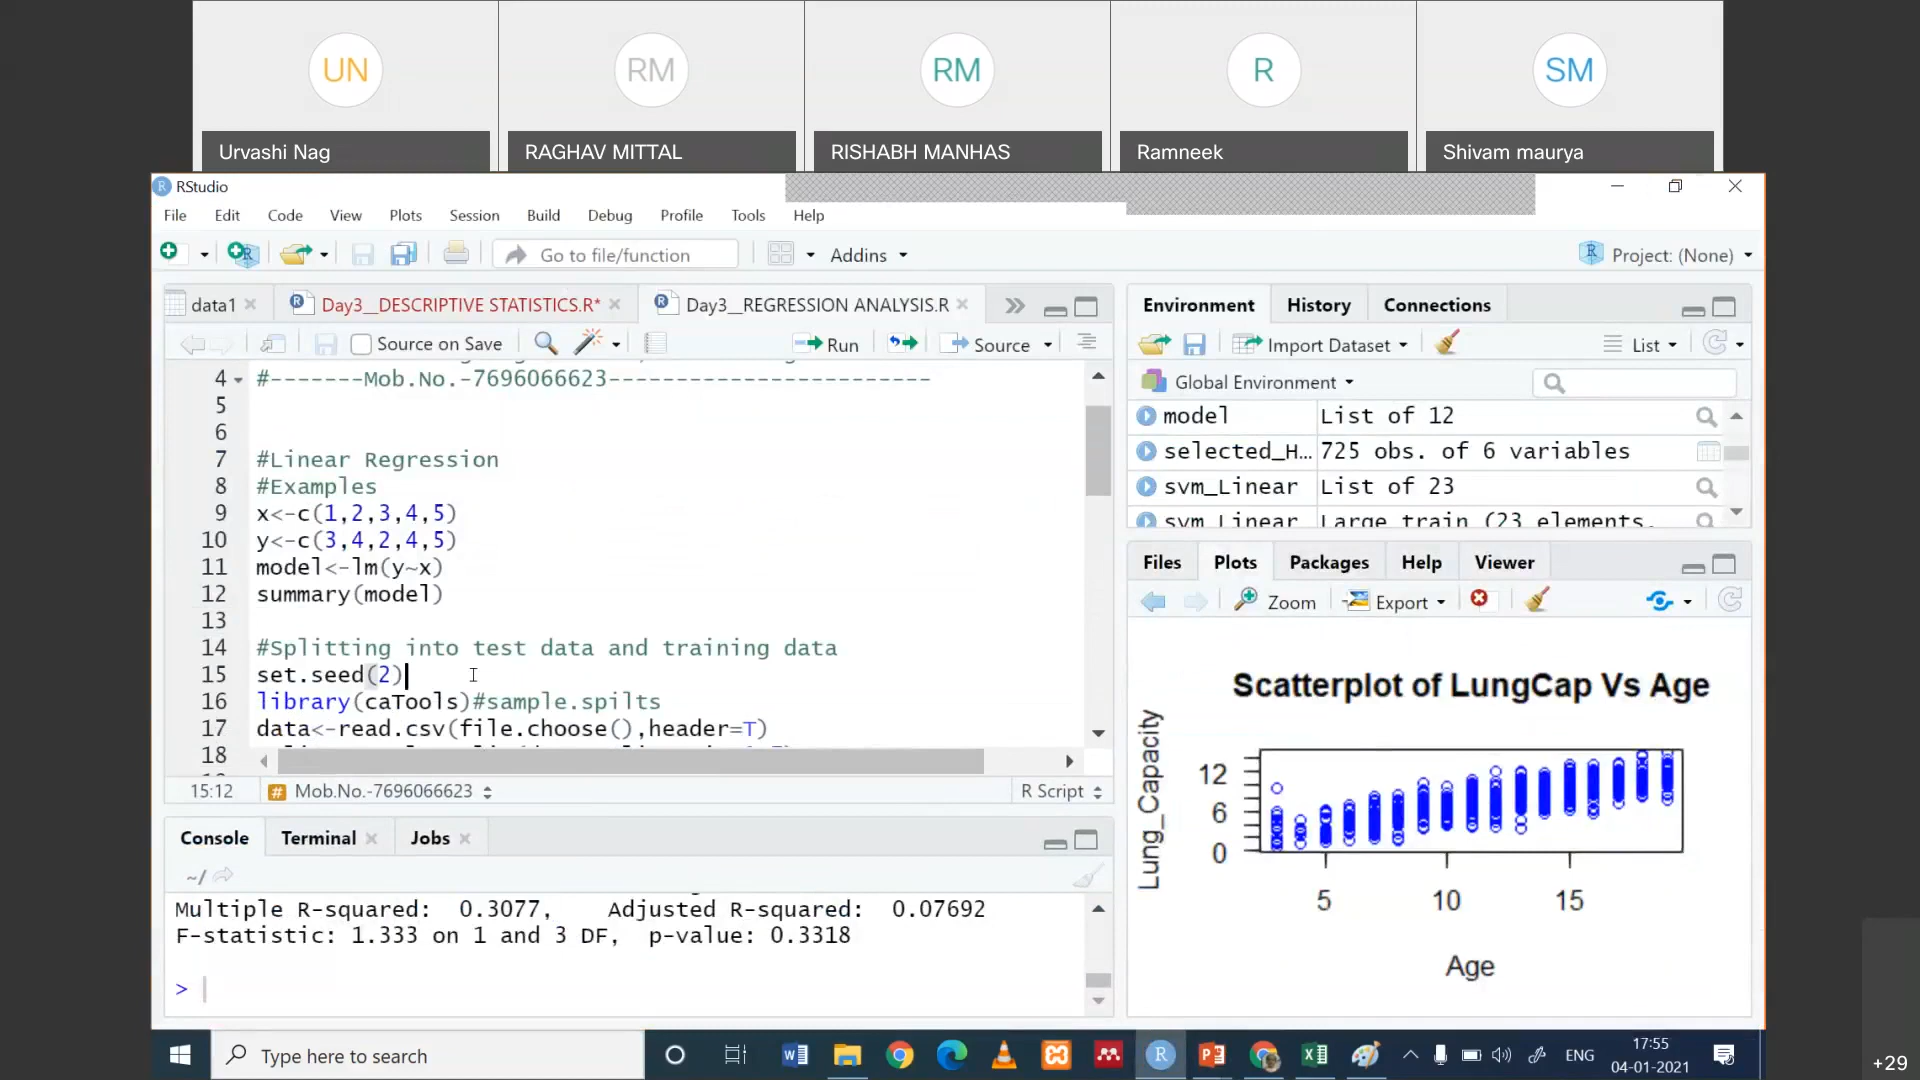 UN
RM
RM
R
SM
Urvashi Nag
RAGHAV MITTAL
RISHABH MANHAS
Ramneek
Shivam maurya
R RStudio
File Edit Code View Plots Session Build Debug Profile Tools Help
Go to file/function Addins
R Project: (None)
data1 Day3__DESCRIPTIVE STATISTICS.R* Day3__REGRESSION ANALYSIS.R
Source on Save Run Source
4 #-------Mob.No.-7696066623------------------------
5
6
7 #Linear Regression
8 #Examples
9 x<-c(1,2,3,4,5)
10 y<-c(3,4,2,4,5)
11 model<-lm(y~x)
12 summary(model)
13
14 #Splitting into test data and training data
15 set.seed(2)
16 library(caTools)#sample.spilts
17 data<-read.csv(file.choose(),header=T)
18
15:12 # Mob.No.-7696066623 R Script
Console Terminal Jobs
~/
Multiple R-squared:  0.3077,    Adjusted R-squared:  0.07692
F-statistic: 1.333 on 1 and 3 DF,  p-value: 0.3318
>
Environment History Connections
Import Dataset List
Global Environment
model List of 12
selected_H... 725 obs. of 6 variables
svm_Linear List of 23
svm_Linear Large train (23 elements,
Files Plots Packages Help Viewer
Zoom Export
Scatterplot of LungCap Vs Age
Lung_Capacity
12
6
0
5 10 15
Age
Type here to search
ENG
17:55
04-01-2021
+29